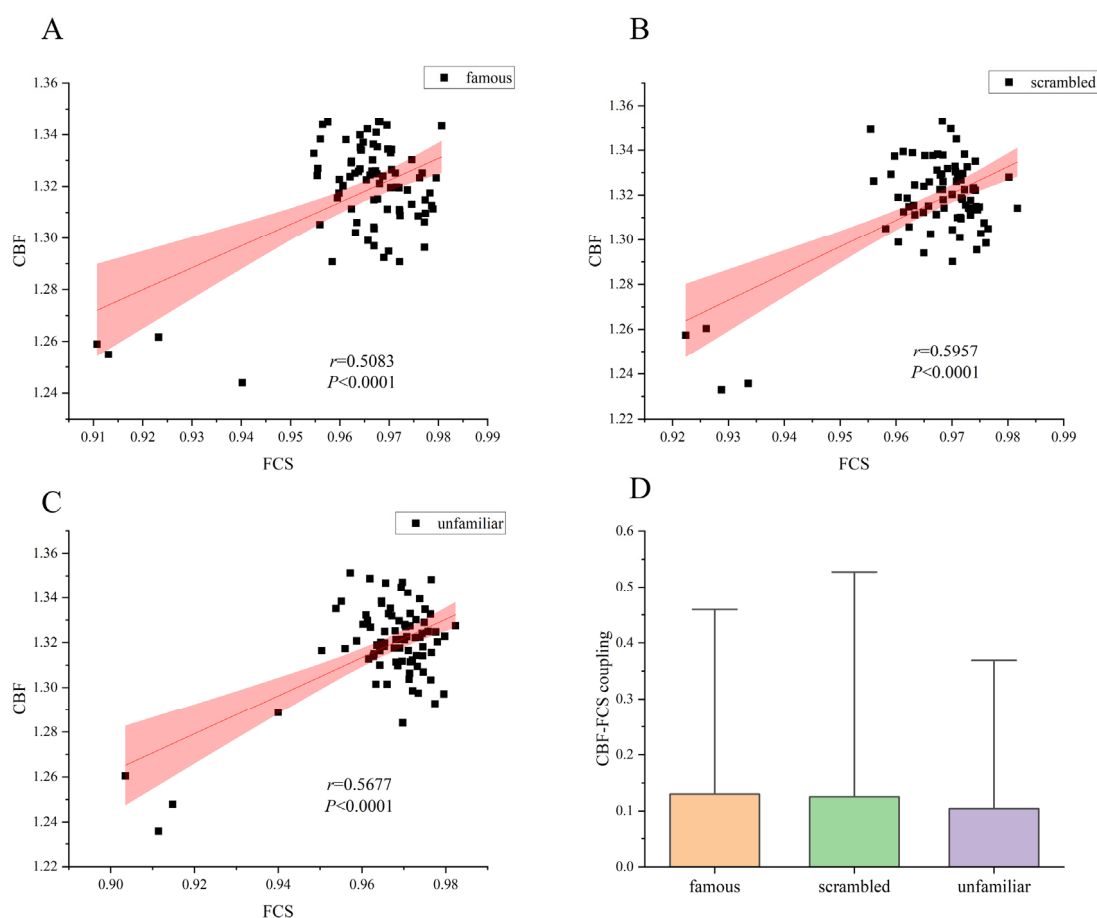 A
famous
1.36
1.34
1.32
1.30
1.28
1.26
1.24
CBF
r=0.5083
P<0.0001
0.91 0.92 0.93 0.94 0.95 0.96 0.97 0.98 0.99
FCS
B
scrambled
1.36
1.34
1.32
1.30
1.28
1.26
1.24
1.22
CBF
r=0.5957
P<0.0001
0.92 0.93 0.94 0.95 0.96 0.97 0.98 0.99
FCS
C
unfamiliar
1.36
1.34
1.32
1.30
1.28
1.26
1.24
1.22
CBF
r=0.5677
P<0.0001
0.90 0.92 0.94 0.96 0.98
FCS
D
0.6
0.5
0.4
0.3
0.2
0.1
0.0
CBF-FCS coupling
famous scrambled unfamiliar